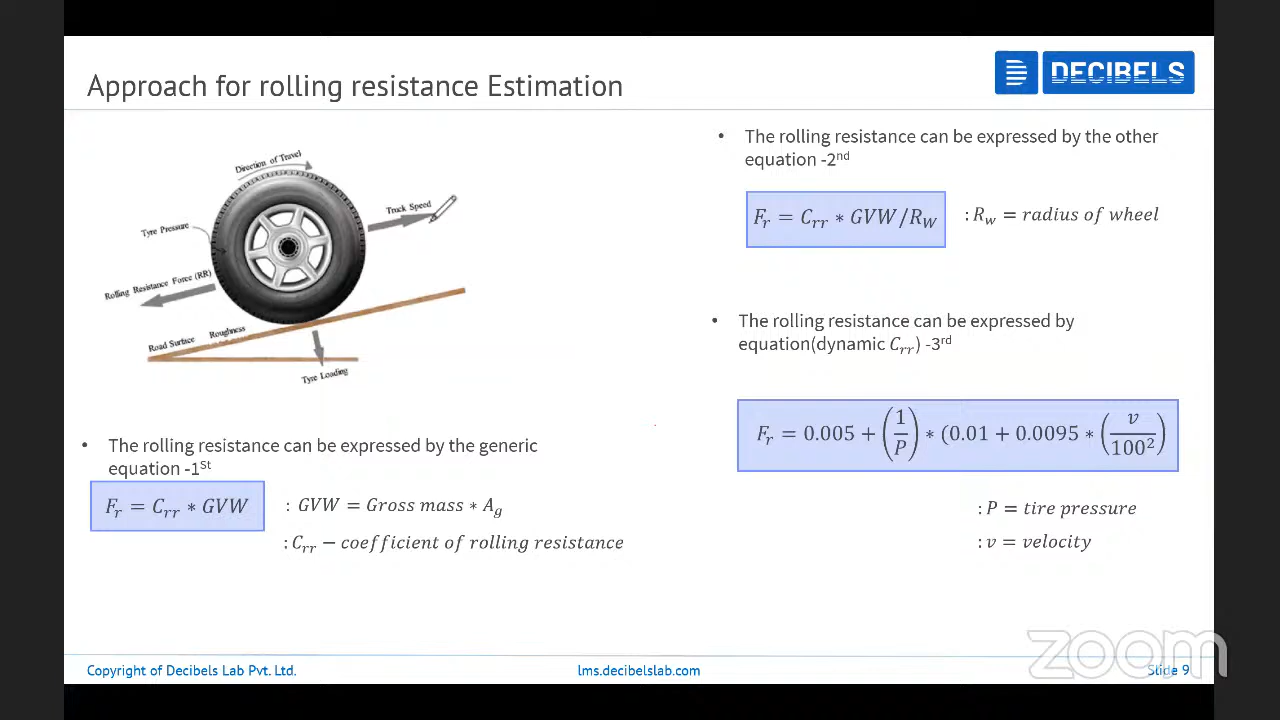 Approach for rolling resistance Estimation
DECIBELS
Direction of Travel
Truck Speed
Tyre Pressure
Rolling Resistance Force (RR)
Road Surface Roughness
Tyre Loading
• The rolling resistance can be expressed by the generic
equation -1St
F_r = C_rr * GVW
: GVW = Gross mass * A_g
: C_rr − coefficient of rolling resistance
• The rolling resistance can be expressed by the other
equation -2nd
F_r = C_rr * GVW/R_W
: R_w = radius of wheel
• The rolling resistance can be expressed by
equation(dynamic C_rr) -3rd
F_r = 0.005 + (1/P) * (0.01 + 0.0095 * (v/100²)
: P = tire pressure
: v = velocity
zoom
Copyright of Decibels Lab Pvt. Ltd.
lms.decibelslab.com
Slide 9